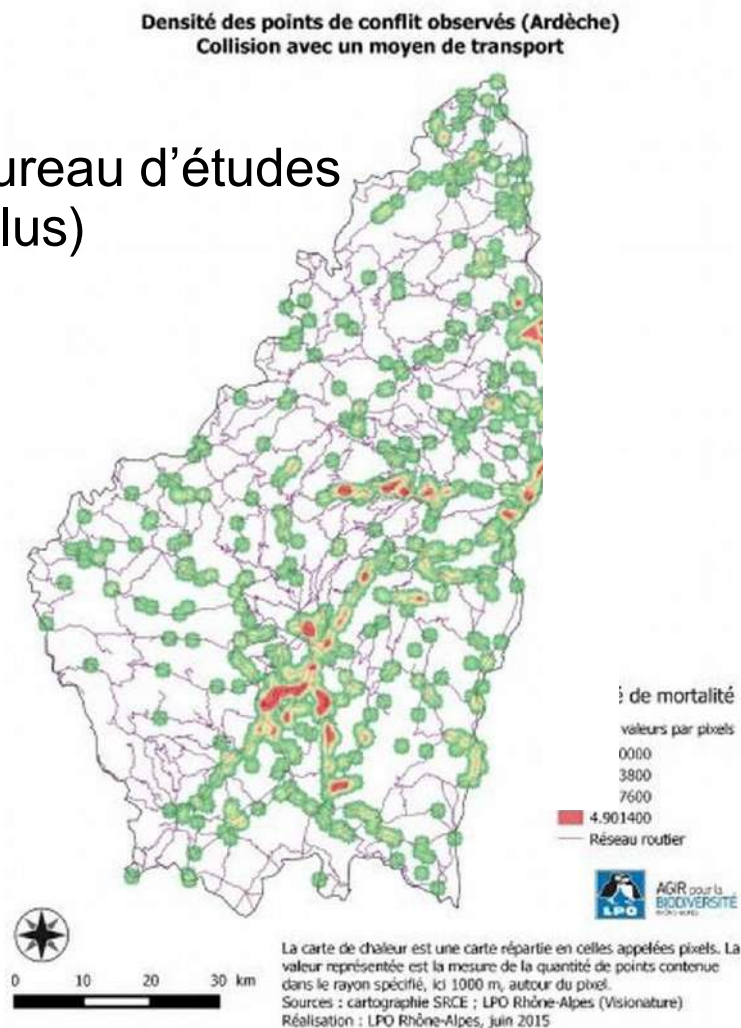 Densité des points de conflit observés (Ardèche)
Collision avec un moyen de transport
ureau d'études
lus)
é de mortalité
valeurs par pixels
0000
3800
7600
4.901400
Réseau routier
LPO
AGIR pour la
BIODIVERSITÉ
RHÔNE-ALPES
0 10 20 30 km
La carte de chaleur est une carte répartie en celles appelées pixels. La
valeur représentée est la mesure de la quantité de points contenue
dans le rayon spécifié, ici 1000 m, autour du pixel.
Sources : cartographie SRCE ; LPO Rhône-Alpes (Visionature)
Réalisation : LPO Rhône-Alpes, juin 2015